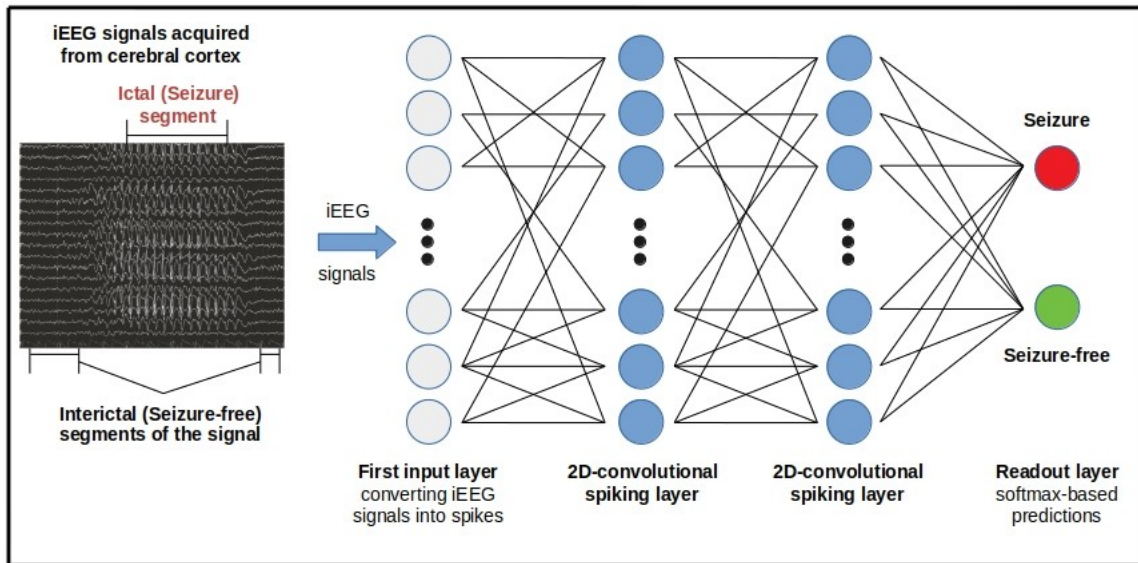 iEEG signals acquired
from cerebral cortex
Ictal (Seizure)
segment
Interictal (Seizure-free)
segments of the signal
iEEG
signals
First input layer
converting iEEG
signals into spikes
2D-convolutional
spiking layer
2D-convolutional
spiking layer
Seizure
Seizure-free
Readout layer
softmax-based
predictions